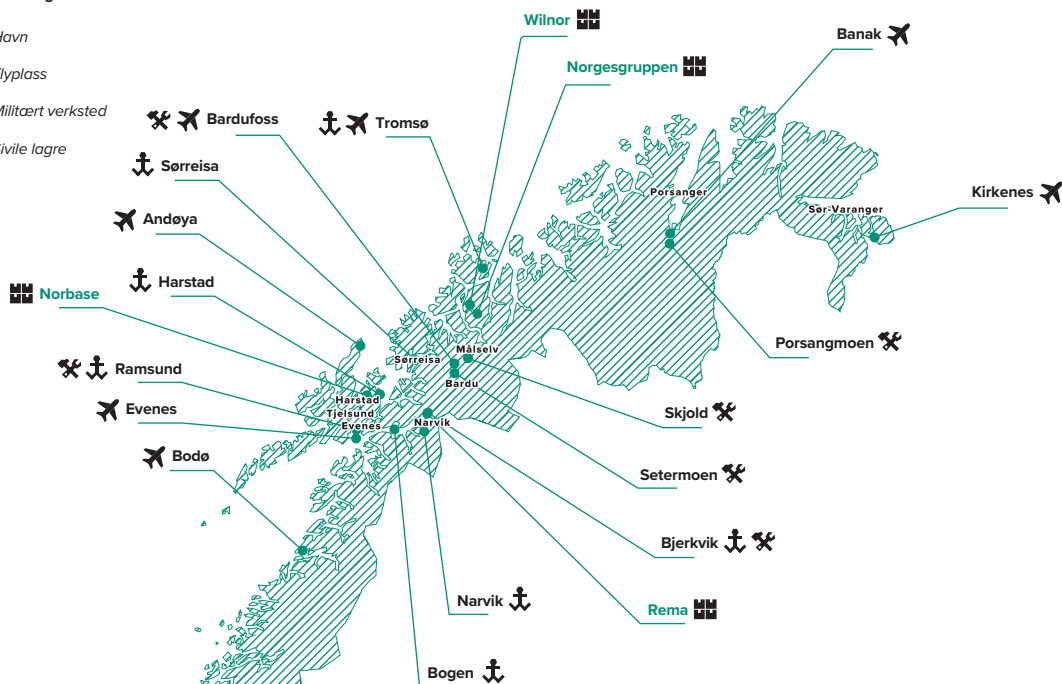 Havn
Flyplass
Militært verksted
Sivile lagre
Wilnor
Norgesgruppen
Banak
Bardufoss
Tromsø
Sørreisa
Andøya
Harstad
Norbase
Ramsund
Evenes
Bodø
Porsanger
Sør-Varanger
Kirkenes
Porsangmoen
Målselv
Sørreisa
Bardu
Harstad
Tjelsund
Evenes
Narvik
Skjold
Setermoen
Bjerkvik
Rema
Narvik
Bogen